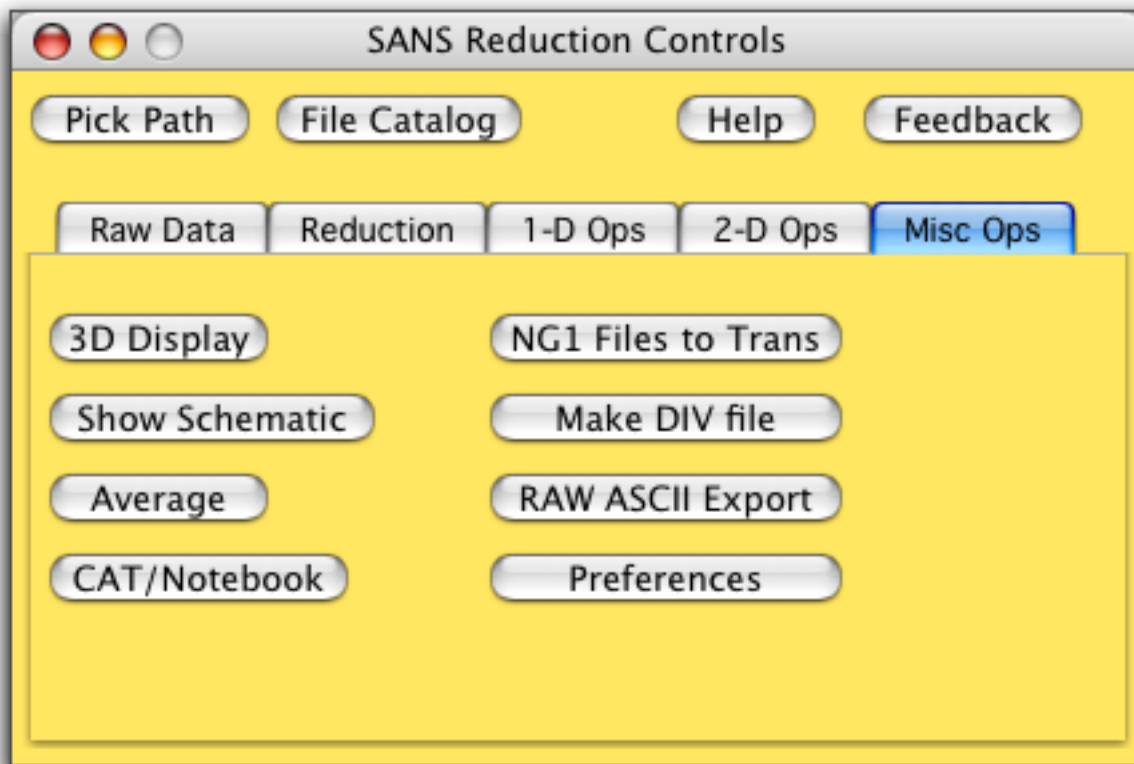 SANS Reduction Controls
Pick Path File Catalog Help Feedback
Raw Data Reduction 1-D Ops 2-D Ops Misc Ops
3D Display NG1 Files to Trans
Show Schematic Make DIV file
Average RAW ASCII Export
CAT/Notebook Preferences